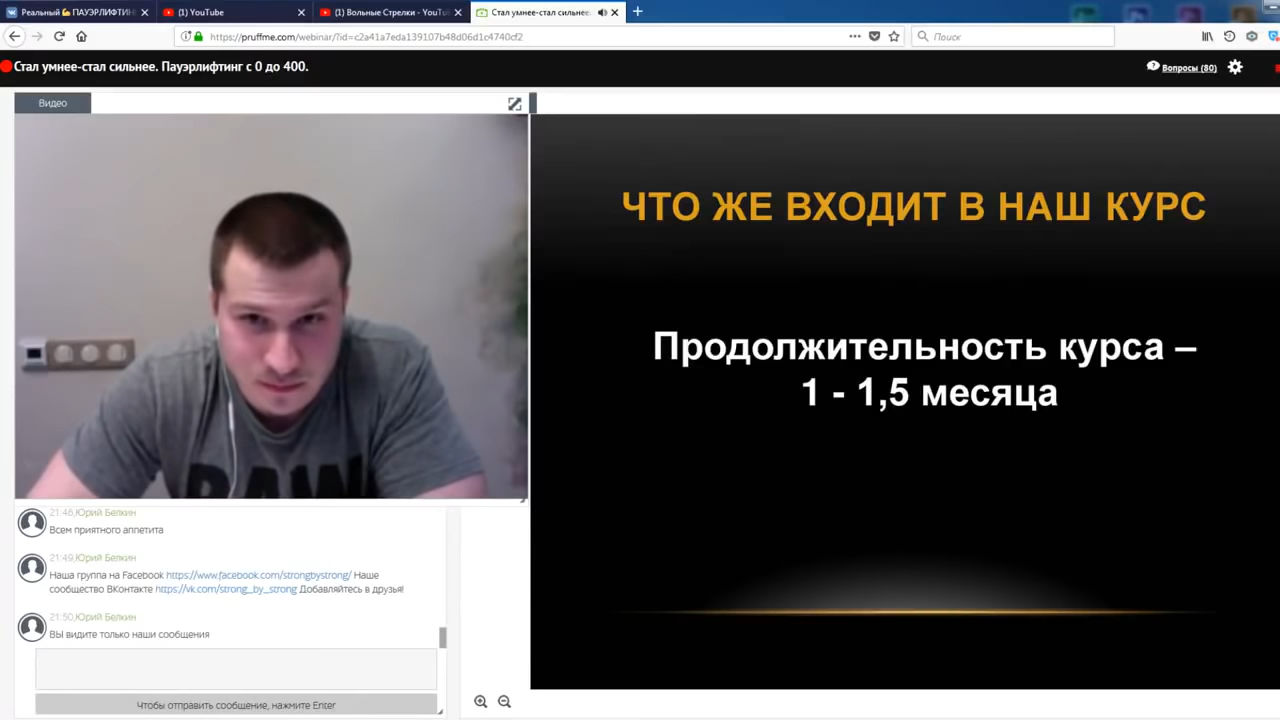 Реальный 💪 ПАУЭРЛИФТИН
(1) YouTube
(1) Вольные Стрелки - YouTu
Стал умнее-стал сильнее.
https://pruffme.com/webinar/?id=c2a41a7eda139107b48d06d1c4740cf2
Поиск
Стал умнее-стал сильнее. Пауэрлифтинг с 0 до 400.
Вопросы (80)
Видео
ЧТО ЖЕ ВХОДИТ В НАШ КУРС
Продолжительность курса –
1 - 1,5 месяца
RAW
21:46,Юрий Белкин
Всем приятного аппетита
21:49,Юрий Белкин
Наша группа на Facebook https://www.facebook.com/strongbystrong/ Наше
сообщество ВКонтакте https://vk.com/strong_by_strong Добавляйтесь в друзья!
21:50,Юрий Белкин
ВЫ видите только наши сообщения
Чтобы отправить сообщение, нажмите Enter